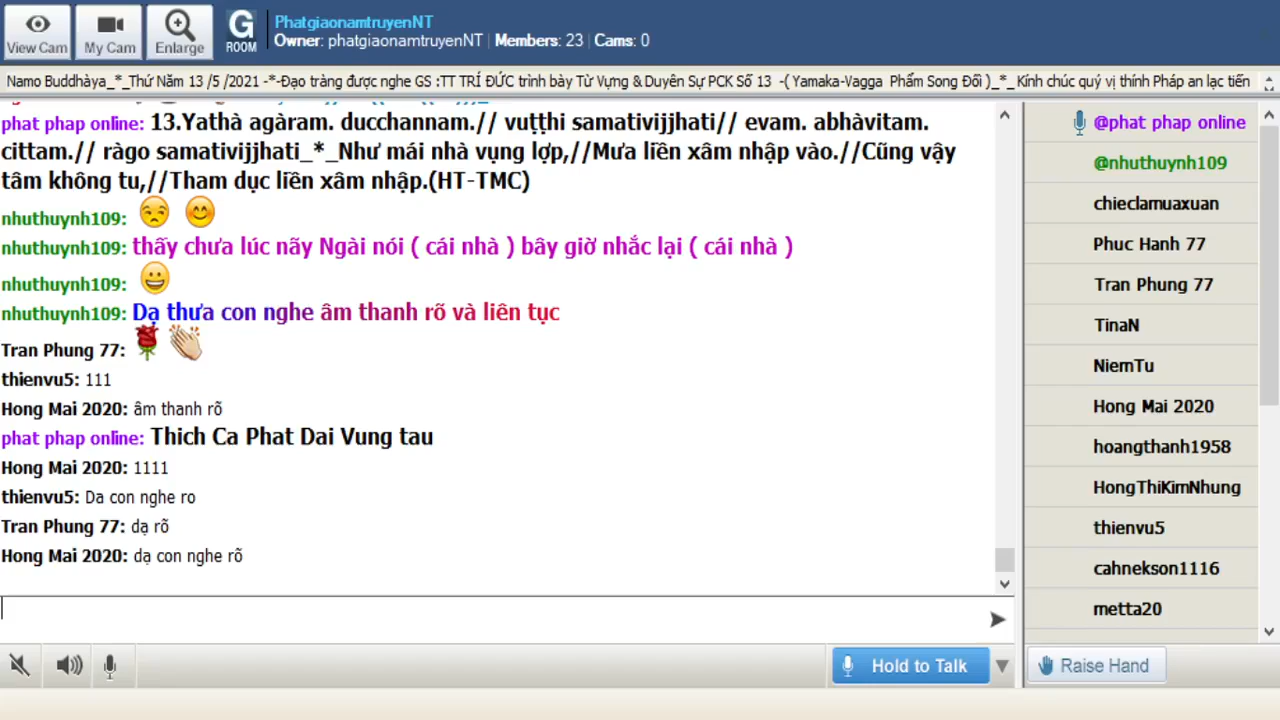 View Cam
My Cam
Enlarge
G
ROOM
PhatgiaonamtruyenNT
Owner: phatgiaonamtruyenNT | Members: 23 | Cams: 0
Namo Buddhàya_*_Thứ Năm 13 /5 /2021 -*-Đạo tràng được nghe GS :TT TRÍ ĐỨC trình bày Từ Vựng & Duyên Sự PCK Số 13 -( Yamaka-Vagga Phẩm Song Đối )_*_ Kính chúc quý vị thính Pháp an lạc tiến
phat phap online: 13.Yathà agàram. ducchannam.// vuṭṭhi samativijjhati// evam. abhàvitam.
cittam.// ràgo samativijjhati_*_Như mái nhà vụng lợp,//Mưa liền xâm nhập vào.//Cũng vậy
tâm không tu,//Tham dục liền xâm nhập.(HT-TMC)
nhuthuynh109:
nhuthuynh109: thấy chưa lúc nãy Ngài nói ( cái nhà ) bây giờ nhắc lại ( cái nhà )
nhuthuynh109:
nhuthuynh109: Dạ thưa con nghe âm thanh rõ và liên tục
Tran Phung 77:
thienvu5: 111
Hong Mai 2020: âm thanh rõ
phat phap online: Thich Ca Phat Dai Vung tau
Hong Mai 2020: 1111
thienvu5: Da con nghe ro
Tran Phung 77: dạ rõ
Hong Mai 2020: dạ con nghe rõ
@phat phap online
@nhuthuynh109
chieclamuaxuan
Phuc Hanh 77
Tran Phung 77
TinaN
NiemTu
Hong Mai 2020
hoangthanh1958
HongThiKimNhung
thienvu5
cahnekson1116
metta20
Hold to Talk
Raise Hand